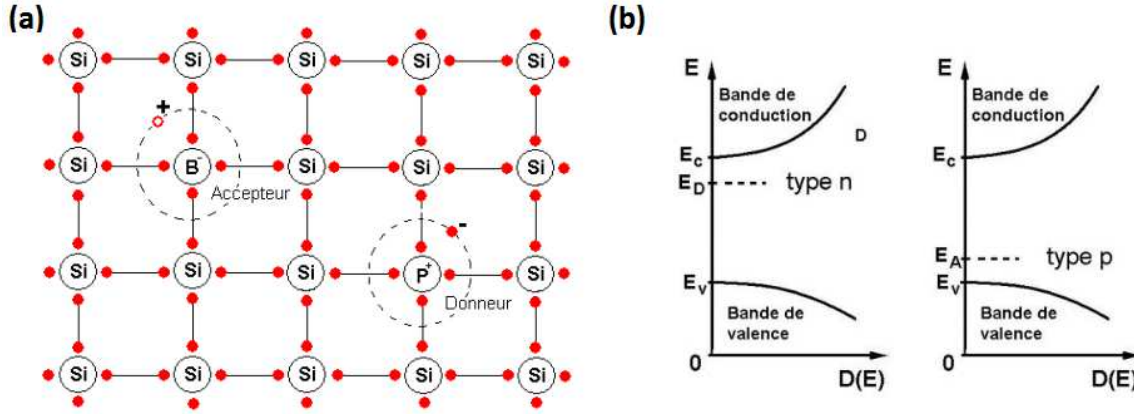 (a)
Si Si Si Si Si
+
Si B- Si Si Si
Accepteur
-
Si Si Si P+ Si
Donneur
Si Si Si Si Si
(b)
E
Bande de
conduction
D
Ec
ED
type n
Ev
Bande de
valence
0
D(E)
E
Bande de
conduction
Ec
EA
type p
Ev
Bande de
valence
0
D(E)